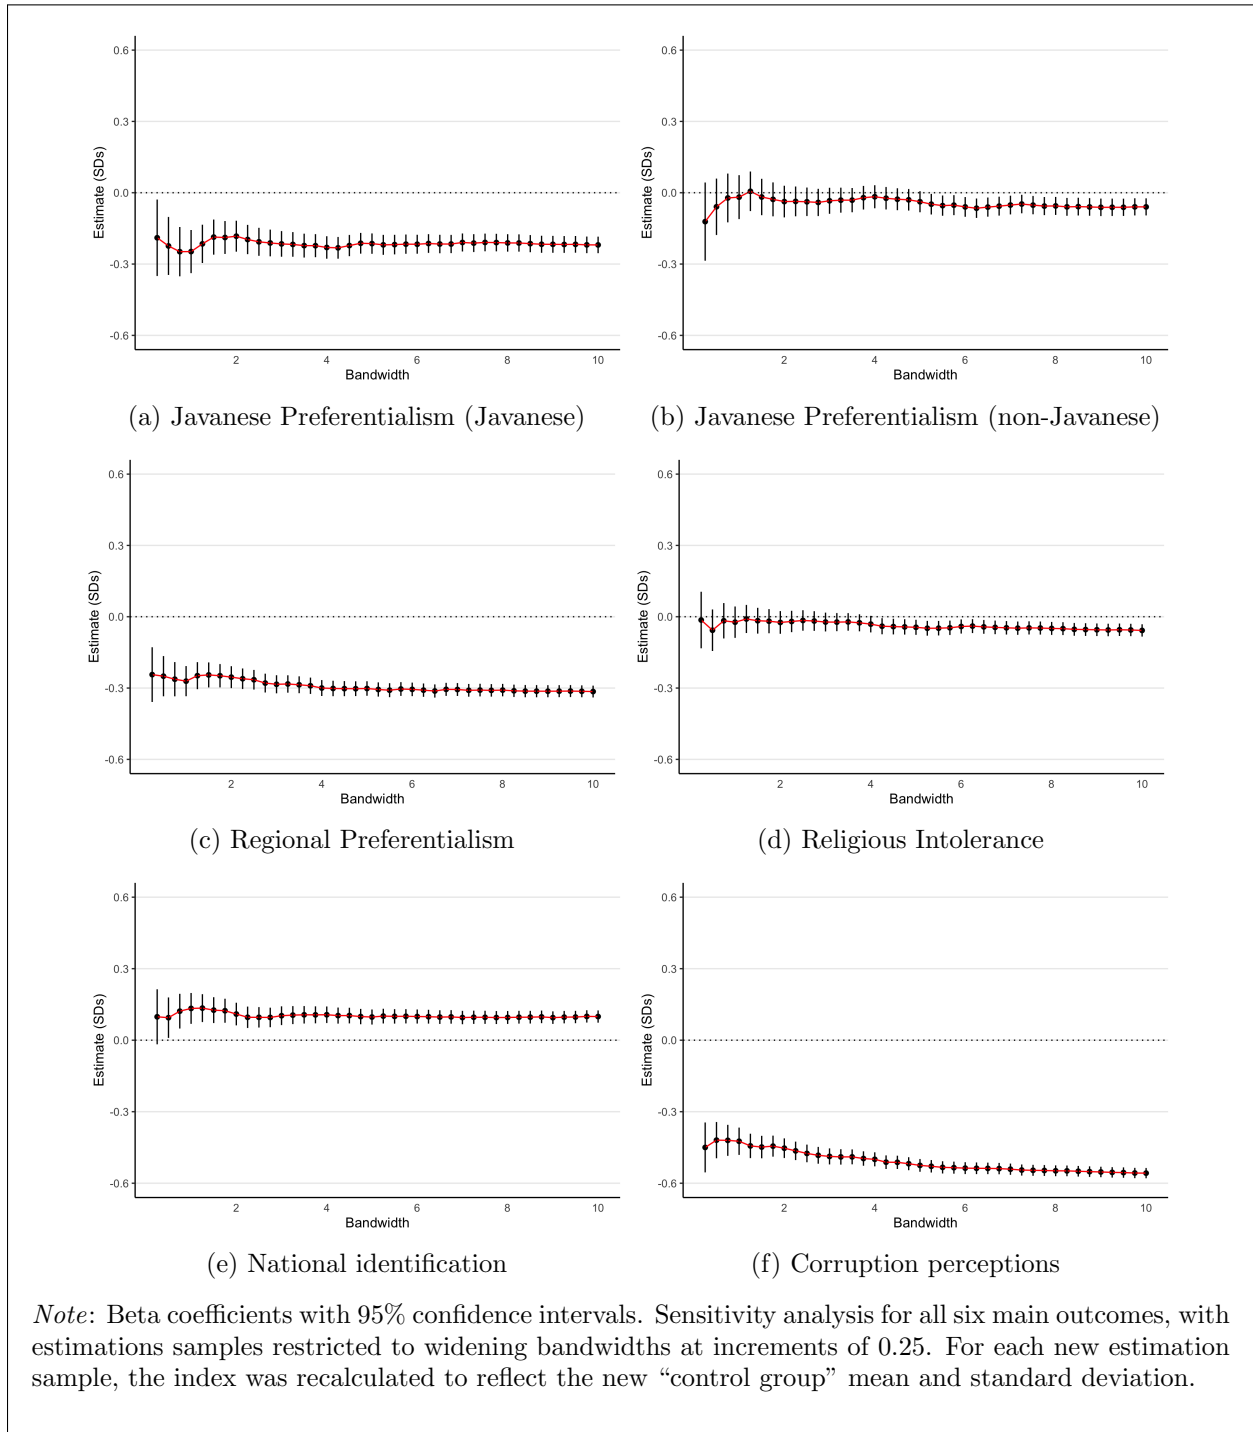 0.6
0.3
0.0
-0.3
-0.6
Estimate (SDs)
2 4 6 8 10
Bandwidth
(a) Javanese Preferentialism (Javanese)
0.6
0.3
0.0
-0.3
-0.6
Estimate (SDs)
2 4 6 8 10
Bandwidth
(b) Javanese Preferentialism (non-Javanese)
0.6
0.3
0.0
-0.3
-0.6
Estimate (SDs)
2 4 6 8 10
Bandwidth
(c) Regional Preferentialism
0.6
0.3
0.0
-0.3
-0.6
Estimate (SDs)
2 4 6 8 10
Bandwidth
(d) Religious Intolerance
0.6
0.3
0.0
-0.3
-0.6
Estimate (SDs)
2 4 6 8 10
Bandwidth
(e) National identification
0.6
0.3
0.0
-0.3
-0.6
Estimate (SDs)
2 4 6 8 10
Bandwidth
(f) Corruption perceptions
Note: Beta coefficients with 95% confidence intervals. Sensitivity analysis for all six main outcomes, with
estimations samples restricted to widening bandwidths at increments of 0.25. For each new estimation
sample, the index was recalculated to reflect the new “control group” mean and standard deviation.